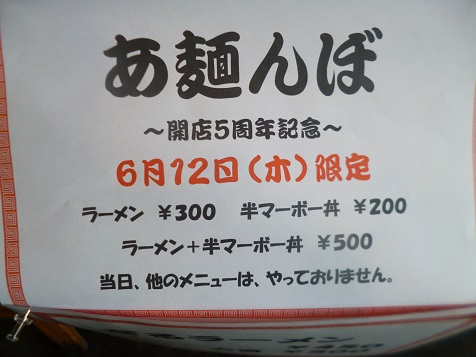 あ麺んぼ
～開店5周年記念～
6月12日(木)限定
ラーメン ￥300 半マーボー丼 ￥200
ラーメン+半マーボー丼 ￥500
当日、他のメニューは、やっておりません。